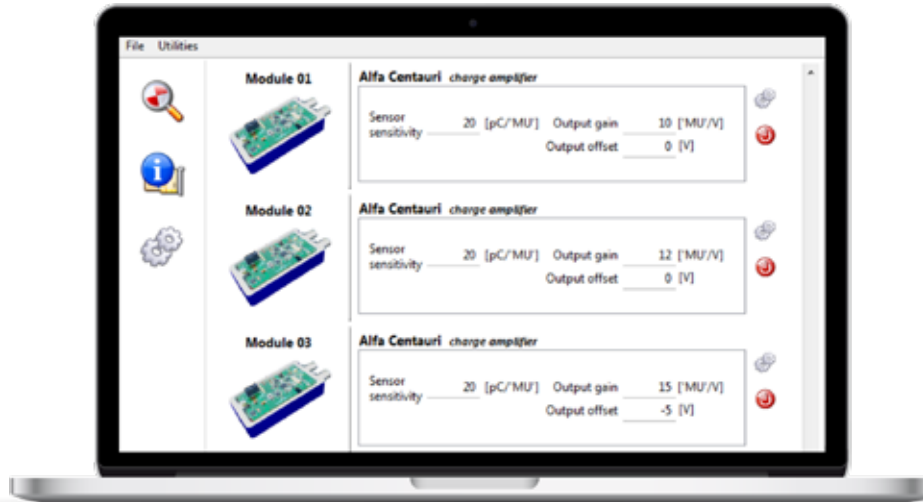 File Utilities
Module 01
Alfa Centauri charge amplifier
Sensor sensitivity 20 [pC/'MU'] Output gain 10 ['MU'/V]
Output offset 0 [V]
Module 02
Alfa Centauri charge amplifier
Sensor sensitivity 20 [pC/'MU'] Output gain 12 ['MU'/V]
Output offset 0 [V]
Module 03
Alfa Centauri charge amplifier
Sensor sensitivity 20 [pC/'MU'] Output gain 15 ['MU'/V]
Output offset -5 [V]